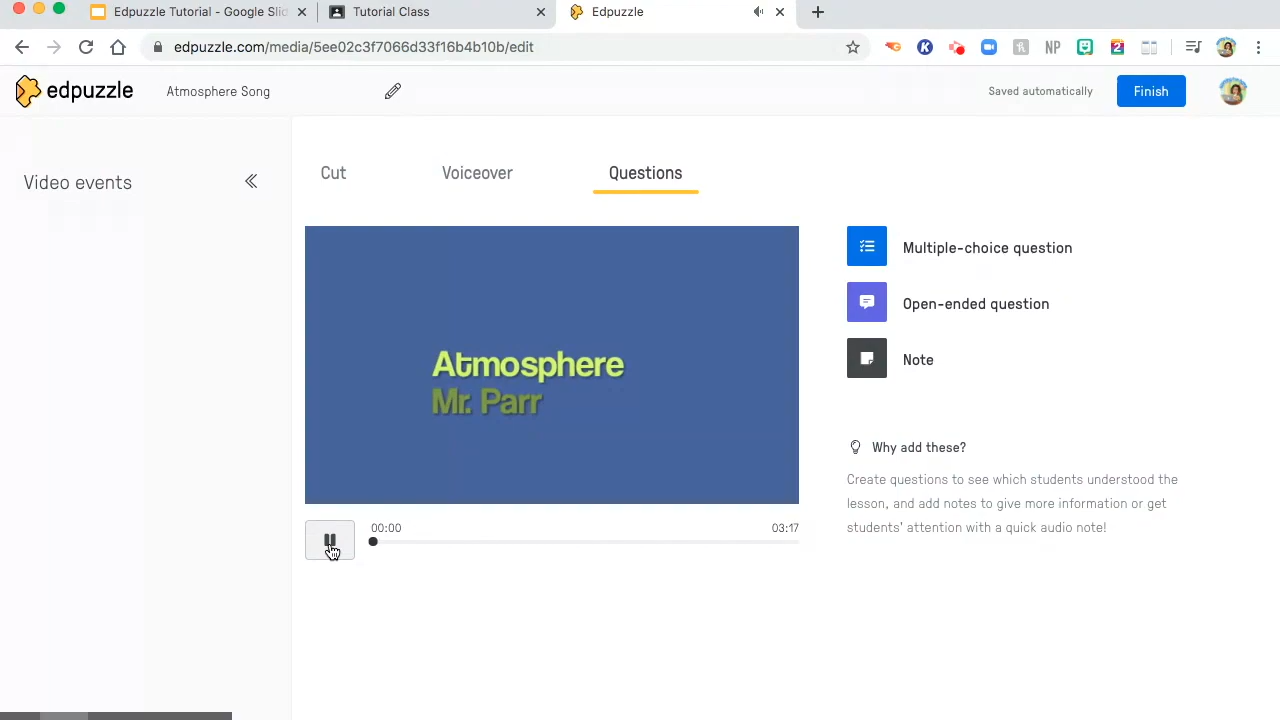 Edpuzzle Tutorial - Google Slid
Tutorial Class
Edpuzzle
edpuzzle.com/media/5ee02c3f7066d33f16b4b10b/edit
NP
edpuzzle
Atmosphere Song
Saved automatically
Finish
Video events
Cut
Voiceover
Questions
Atmosphere
Mr. Parr
00:00
03:17
Multiple-choice question
Open-ended question
Note
Why add these?
Create questions to see which students understood the
lesson, and add notes to give more information or get
students' attention with a quick audio note!